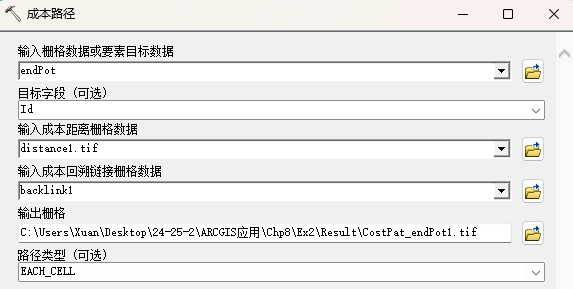 成本路径
输入栅格数据或要素目标数据
endPot
目标字段 (可选)
Id
输入成本距离栅格数据
distance1.tif
输入成本回溯链接栅格数据
backlink1
输出栅格
C:\Users\Xuan\Desktop\24-25-2\ARCGIS应用\Chp8\Ex2\Result\CostPat_endPot1.tif
路径类型 (可选)
EACH_CELL